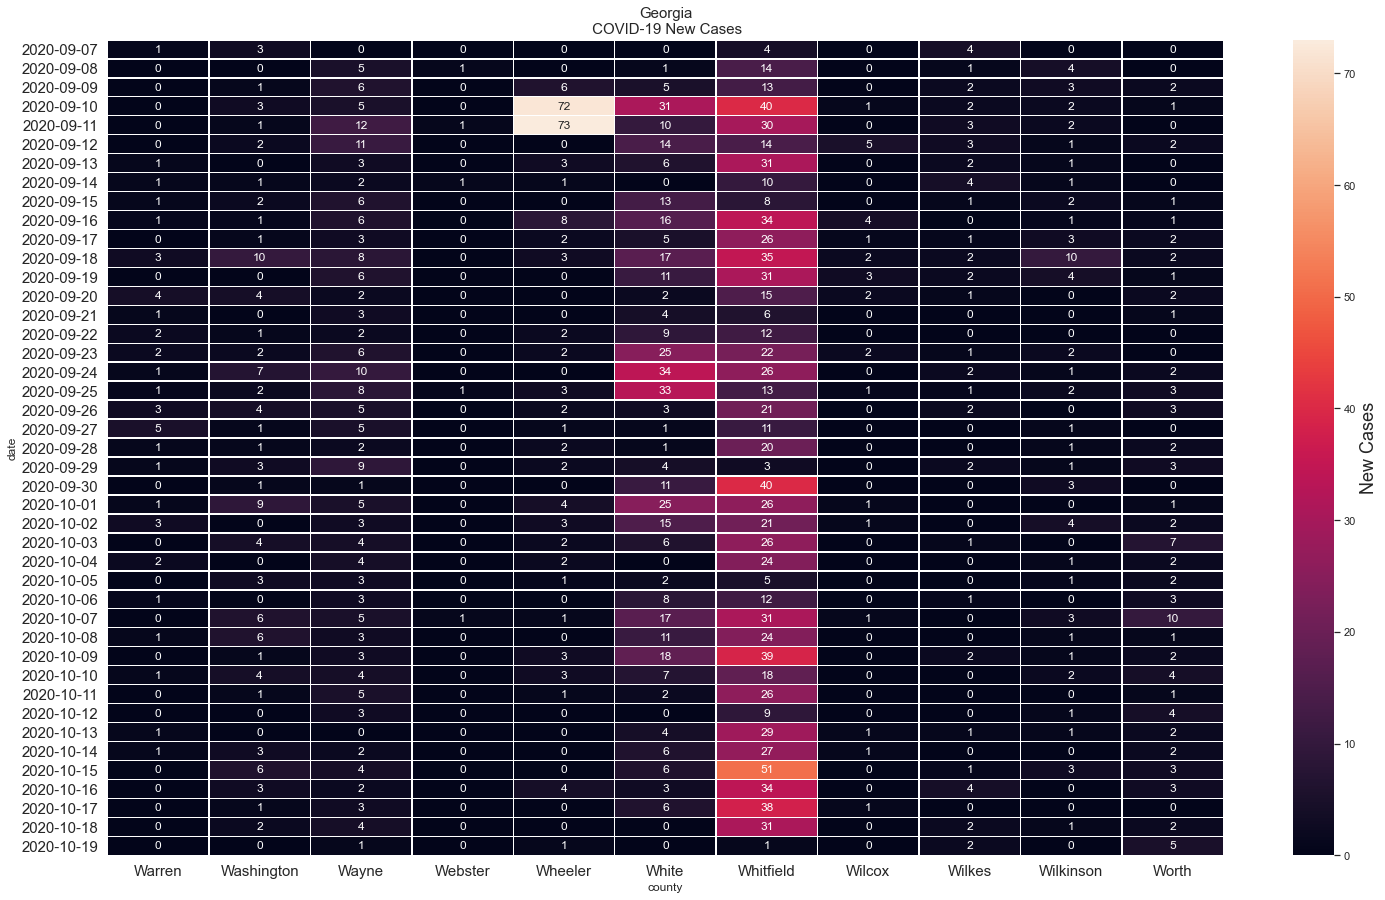 Georgia
COVID-19 New Cases
2020-09-07 1 3 0 0 0 0 4 0 4 0 0
2020-09-08 0 0 5 1 0 1 14 0 1 4 0
2020-09-09 0 1 6 0 6 5 13 0 2 3 2
2020-09-10 0 3 5 0 72 31 40 1 2 2 1
2020-09-11 0 1 12 1 73 10 30 0 3 2 0
2020-09-12 0 2 11 0 0 14 14 5 3 1 2
2020-09-13 1 0 3 0 3 6 31 0 2 1 0
2020-09-14 1 1 2 1 1 0 10 0 4 1 0
2020-09-15 1 2 6 0 0 13 8 0 1 2 1
2020-09-16 1 1 6 0 8 16 34 4 0 1 1
2020-09-17 0 1 3 0 2 5 26 1 1 3 2
2020-09-18 3 10 8 0 3 17 35 2 2 10 2
2020-09-19 0 0 6 0 0 11 31 3 2 4 1
2020-09-20 4 4 2 0 0 2 15 2 1 0 2
2020-09-21 1 0 3 0 0 4 6 0 0 0 1
2020-09-22 2 1 2 0 2 9 12 0 0 0 0
2020-09-23 2 2 6 0 2 25 22 2 1 2 0
2020-09-24 1 7 10 0 0 34 26 0 2 1 2
2020-09-25 1 2 8 1 3 33 13 1 1 2 3
2020-09-26 3 4 5 0 2 3 21 0 2 0 3
2020-09-27 5 1 5 0 1 1 11 0 0 1 0
2020-09-28 1 1 2 0 2 1 20 0 0 1 2
2020-09-29 1 3 9 0 2 4 3 0 2 1 3
2020-09-30 0 1 1 0 0 11 40 0 0 3 0
2020-10-01 1 9 5 0 4 25 26 1 0 0 1
2020-10-02 3 0 3 0 3 15 21 1 0 4 2
2020-10-03 0 4 4 0 2 6 26 0 1 0 7
2020-10-04 2 0 4 0 2 0 24 0 0 1 2
2020-10-05 0 3 3 0 1 2 5 0 0 1 2
2020-10-06 1 0 3 0 0 8 12 0 1 0 3
2020-10-07 0 6 5 1 1 17 31 1 0 3 10
2020-10-08 1 6 3 0 0 11 24 0 0 1 1
2020-10-09 0 1 3 0 3 18 39 0 2 1 2
2020-10-10 1 4 4 0 3 7 18 0 0 2 4
2020-10-11 0 1 5 0 1 2 26 0 0 0 1
2020-10-12 0 0 3 0 0 0 9 0 0 1 4
2020-10-13 1 0 0 0 0 4 29 1 1 1 2
2020-10-14 1 3 2 0 0 6 27 1 0 0 2
2020-10-15 0 6 4 0 0 6 51 0 1 3 3
2020-10-16 0 3 2 0 4 3 34 0 4 0 3
2020-10-17 0 1 3 0 0 6 38 1 0 0 0
2020-10-18 0 2 4 0 0 0 31 0 2 1 2
2020-10-19 0 0 1 0 1 0 1 0 2 0 5
date
Warren Washington Wayne Webster Wheeler White Whitfield Wilcox Wilkes Wilkinson Worth
county
70
60
50
40
30
20
10
0
New Cases